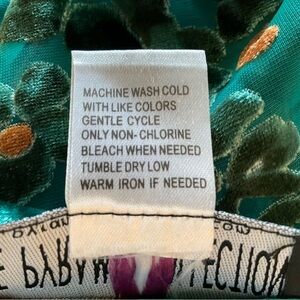 MACHINE WASH COLD
WITH LIKE COLORS
GENTLE CYCLE
ONLY NON- CHLORINE
BLEACH WHEN NEEDED
TUMBLE DRY LOW
WARM IRON IF NEEDED